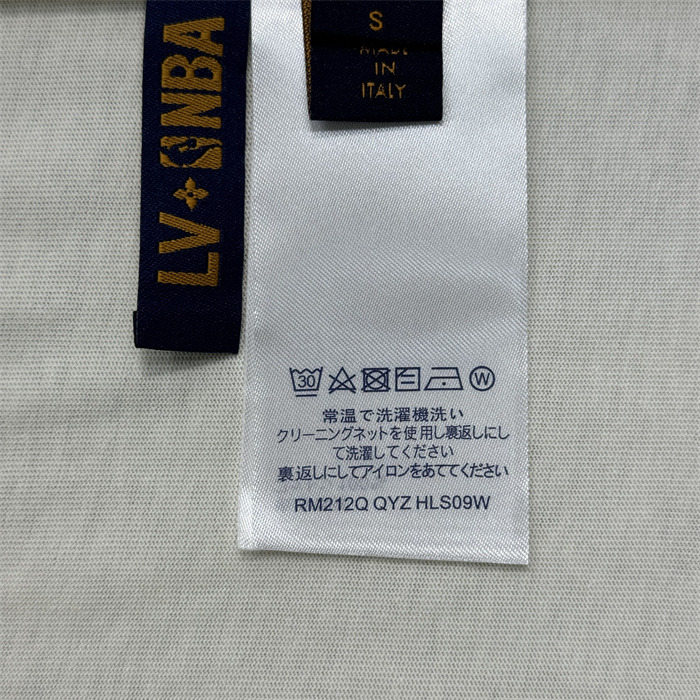 LV NBA
S
MADE
IN
ITALY
30 W
常温で洗濯機洗い
クリーニングネットを使用し裏返しにし
て洗濯してください
裏返しにしてアイロンをあててください
RM212Q QYZ HLS09W